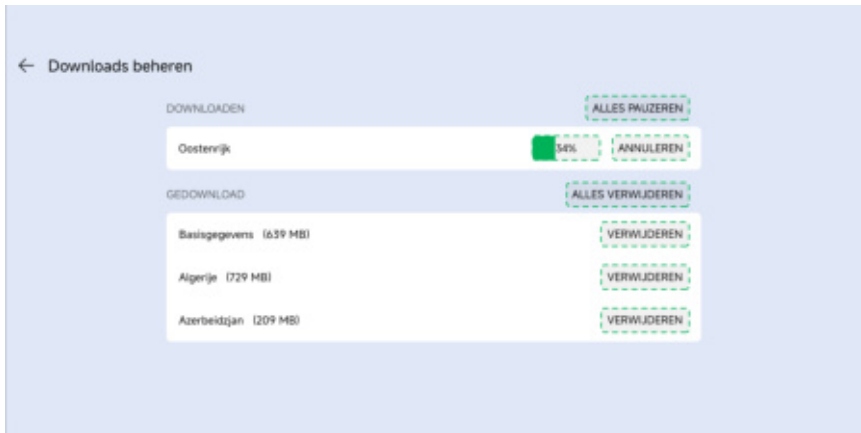 Downloads beheren
DOWNLOADEN ALLES PAUZEREN
Oostenrijk 34% ANNULEREN
GEDOWNLOAD ALLES VERWIJDEREN
Basisgegevens (639 MB) VERWIJDEREN
Algerije (729 MB) VERWIJDEREN
Azerbeidzjan (209 MB) VERWIJDEREN